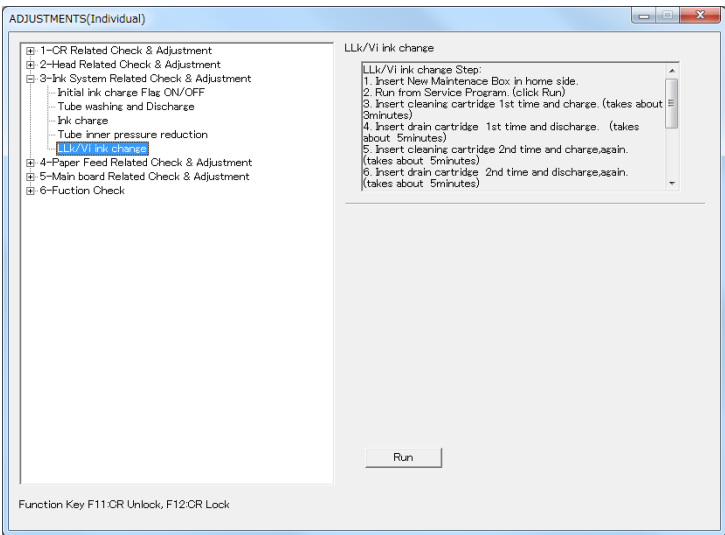 ADJUSTMENTS(Individual)
1-CR Related Check & Adjustment
2-Head Related Check & Adjustment
3-Ink System Related Check & Adjustment
Initial ink charge Flag ON/OFF
Tube washing and Discharge
Ink charge
Tube inner pressure reduction
LLk/Vi ink change
4-Paper Feed Related Check & Adjustment
5-Main board Related Check & Adjustment
6-Fuction Check
LLk/Vi ink change
LLk/Vi ink change Step:
1. Insert New Maintenace Box in home side.
2. Run from Service Program. (click Run)
3. Insert cleaning cartridge 1st time and charge. (takes about
3minutes)
4. Insert drain cartridge 1st time and discharge. (takes
about 5minutes)
5. Insert cleaning cartridge 2nd time and charge,again.
(takes about 5minutes)
6. Insert drain cartridge 2nd time and discharge,again.
(takes about 5minutes)
Run
Function Key F11:CR Unlock, F12:CR Lock